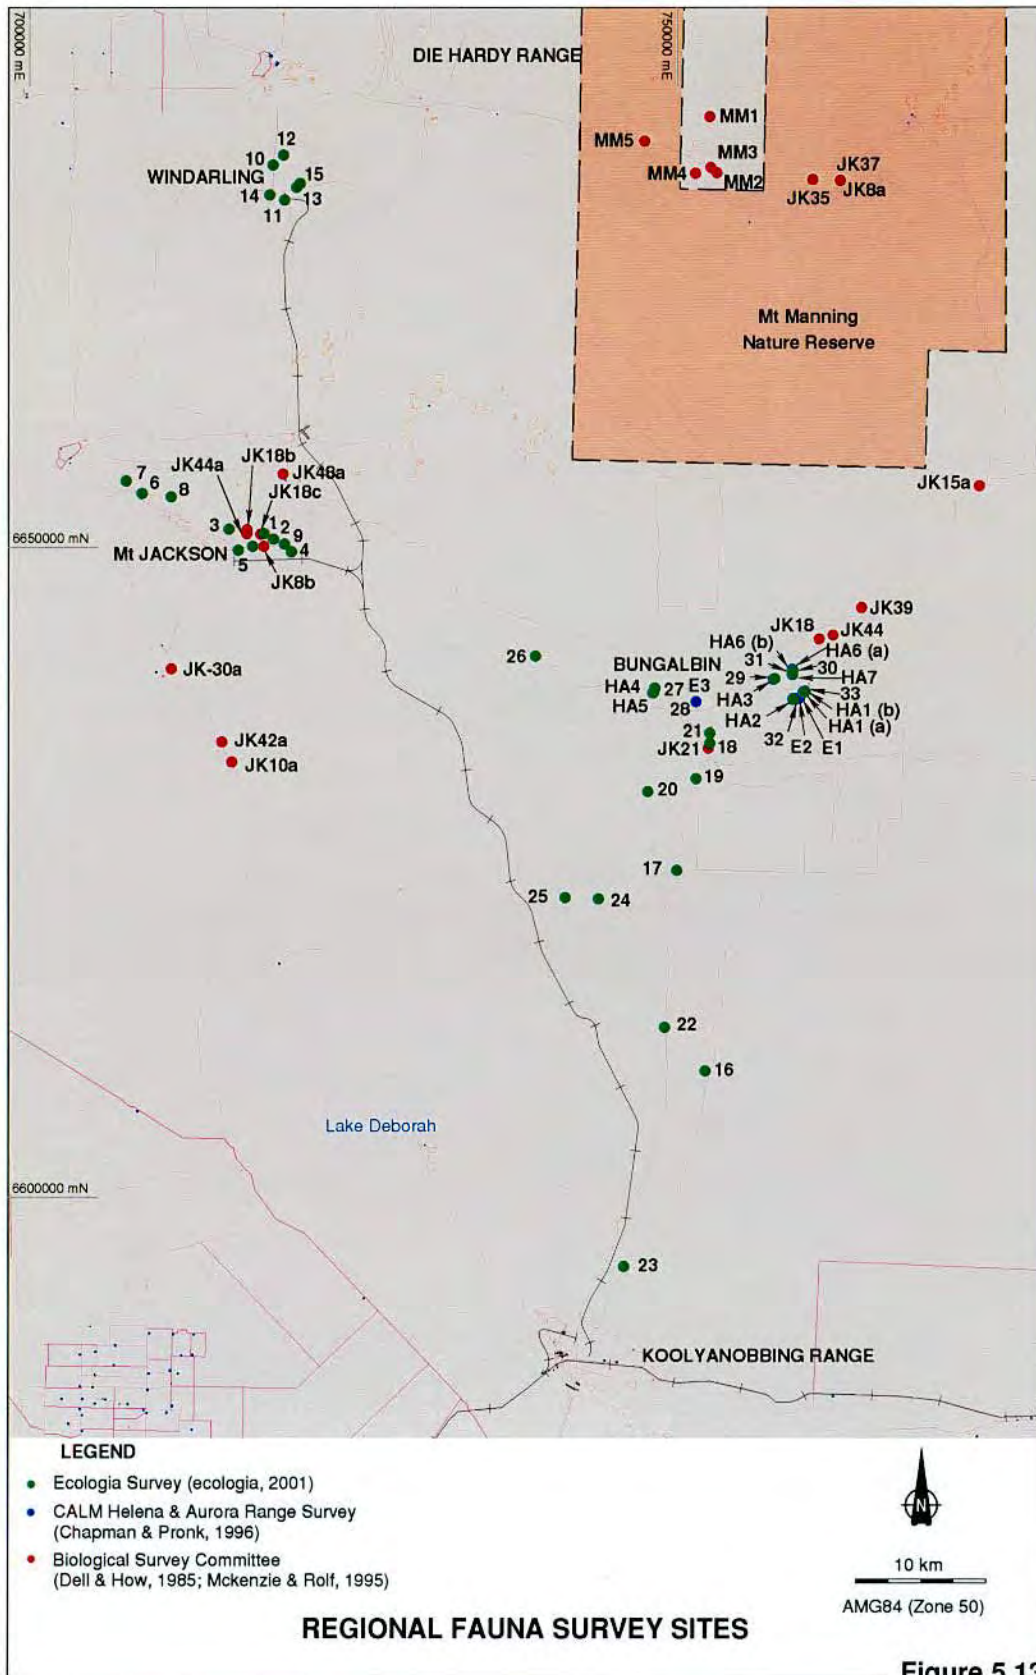 700000 mE
750000 mE
DIE HARDY RANGE
MM1
MM5
12
MM3
10
JK37
WINDARLING
15
MM4
MM2
JK8a
14
13
JK35
11
Mt Manning
Nature Reserve
JK18b
JK44a
JK48a
7
JK18c
JK15a
6
8
3
1
2
6650000 mN
9
Mt JACKSON
4
5
JK8b
JK39
JK18
JK44
HA6 (b)
HA6 (a)
26
31
30
JK-30a
BUNGALBIN
29
HA7
HA4
27
E3
33
HA5
28
HA3
HA1 (b)
HA2
HA1 (a)
21
32
E2
E1
JK42a
JK21
18
JK10a
19
20
17
25
24
22
16
Lake Deborah
6600000 mN
23
KOOLYANOBBING RANGE
LEGEND
Ecologia Survey (ecologia, 2001)
CALM Helena & Aurora Range Survey
(Chapman & Pronk, 1996)
Biological Survey Committee
(Dell & How, 1985; Mckenzie & Rolf, 1995)
N
10 km
AMG84 (Zone 50)
REGIONAL FAUNA SURVEY SITES